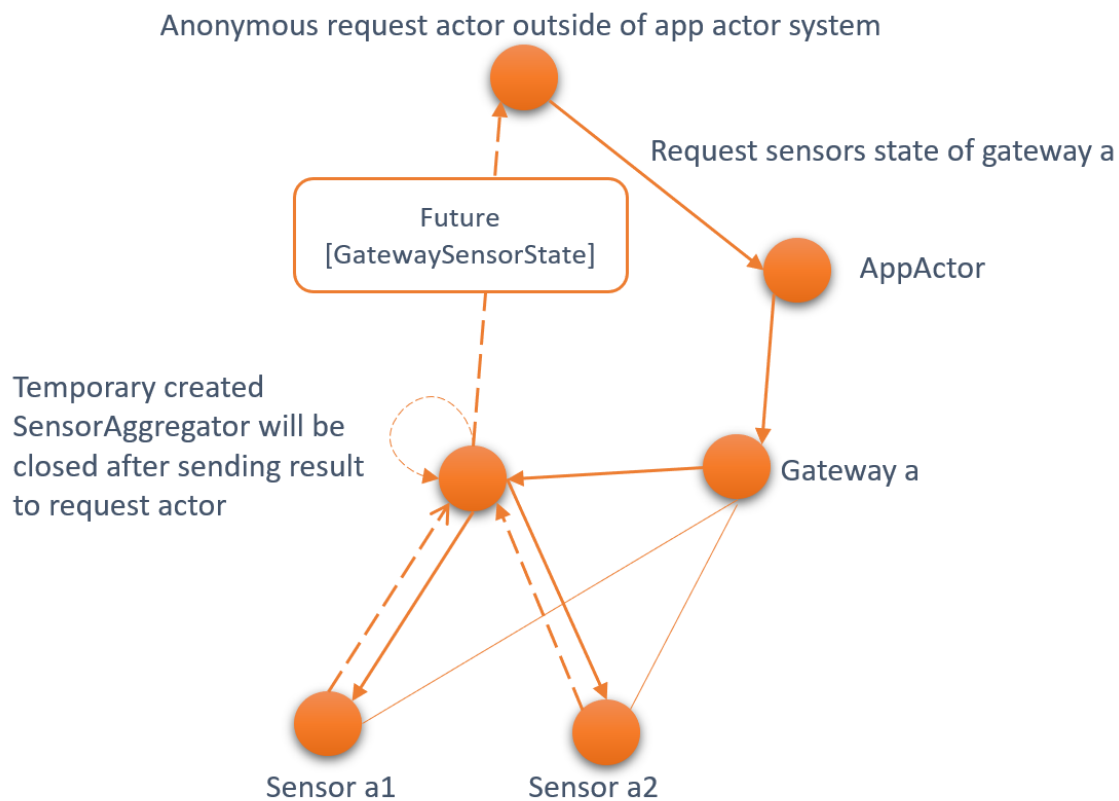 Anonymous request actor outside of app actor system
Request sensors state of gateway a
Future
[GatewaySensorState]
AppActor
Temporary created
SensorAggregator will be
closed after sending result
to request actor
Gateway a
Sensor a1
Sensor a2